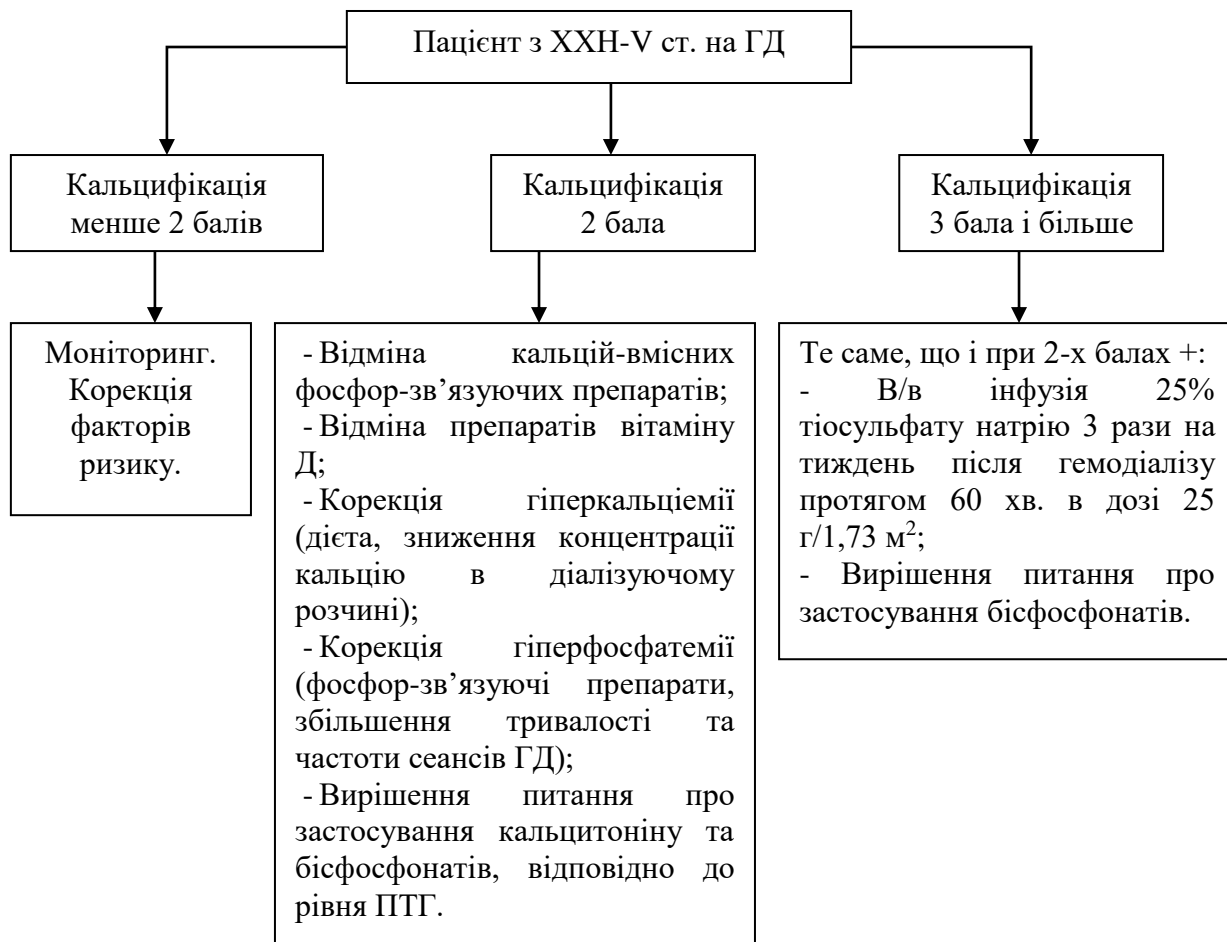 Пацієнт з ХХН-V ст. на ГД
Кальцифікація
менше 2 балів
Кальцифікація
2 бала
Кальцифікація
3 бала і більше
Моніторинг.
Корекція
факторів
ризику.
- Відміна кальцій-вмісних
фосфор-зв’язуючих препаратів;
- Відміна препаратів вітаміну
Д;
- Корекція гіперкальціемії
(дієта, зниження концентрації
кальцію в діалізуючому
розчині);
- Корекція гіперфосфатемії
(фосфор-зв’язуючі препарати,
збільшення тривалості та
частоти сеансів ГД);
- Вирішення питання про
застосування кальцитоніну та
бісфосфонатів, відповідно до
рівня ПТГ.
Те саме, що і при 2-х балах +:
- В/в інфузія 25%
тіосульфату натрію 3 рази на
тиждень після гемодіалізу
протягом 60 хв. в дозі 25
г/1,73 м²;
- Вирішення питання про
застосування бісфосфонатів.